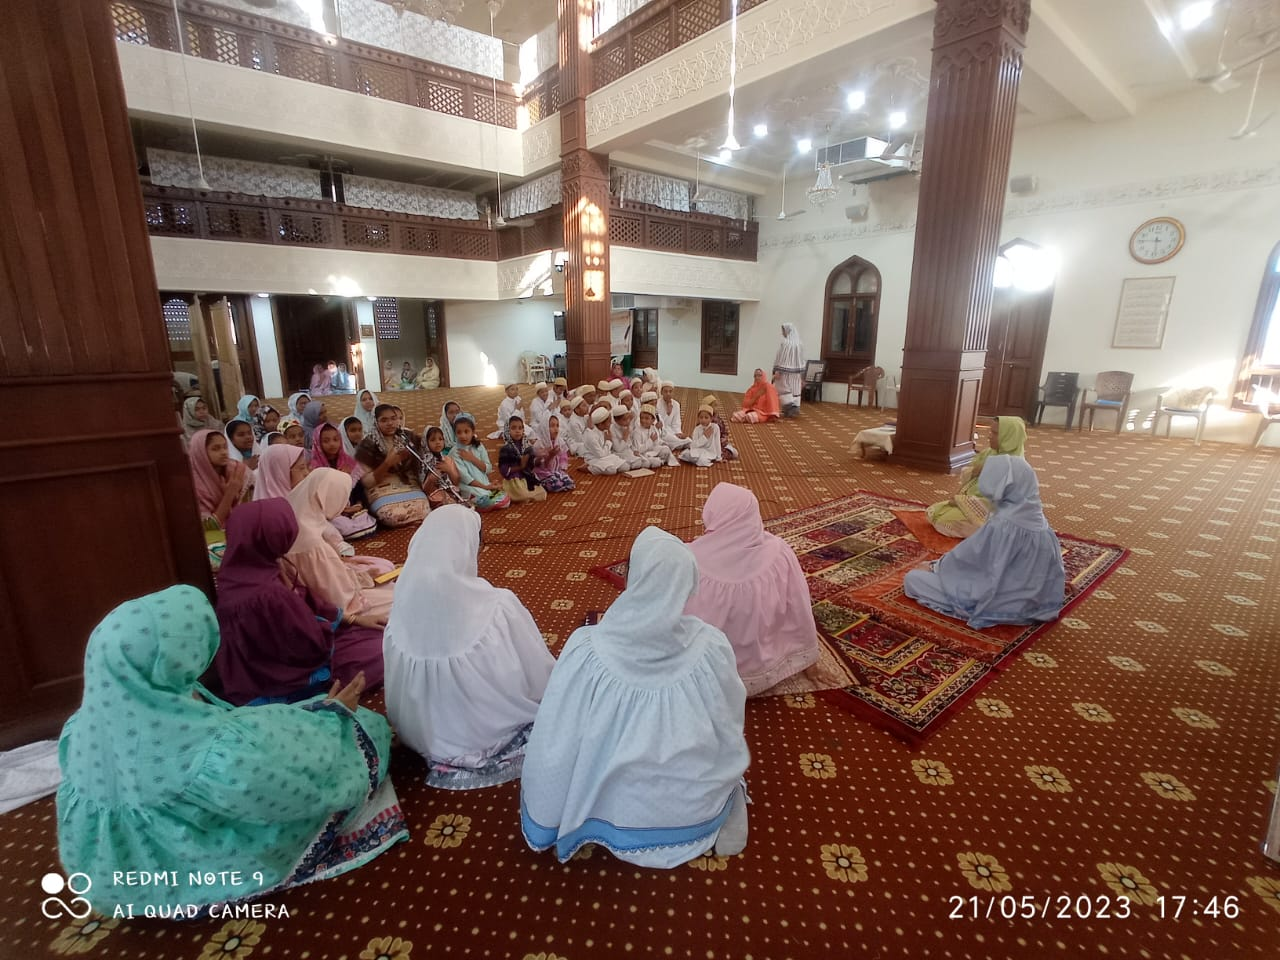 REDMI NOTE 9
AI QUAD CAMERA
21/05/2023 17:46